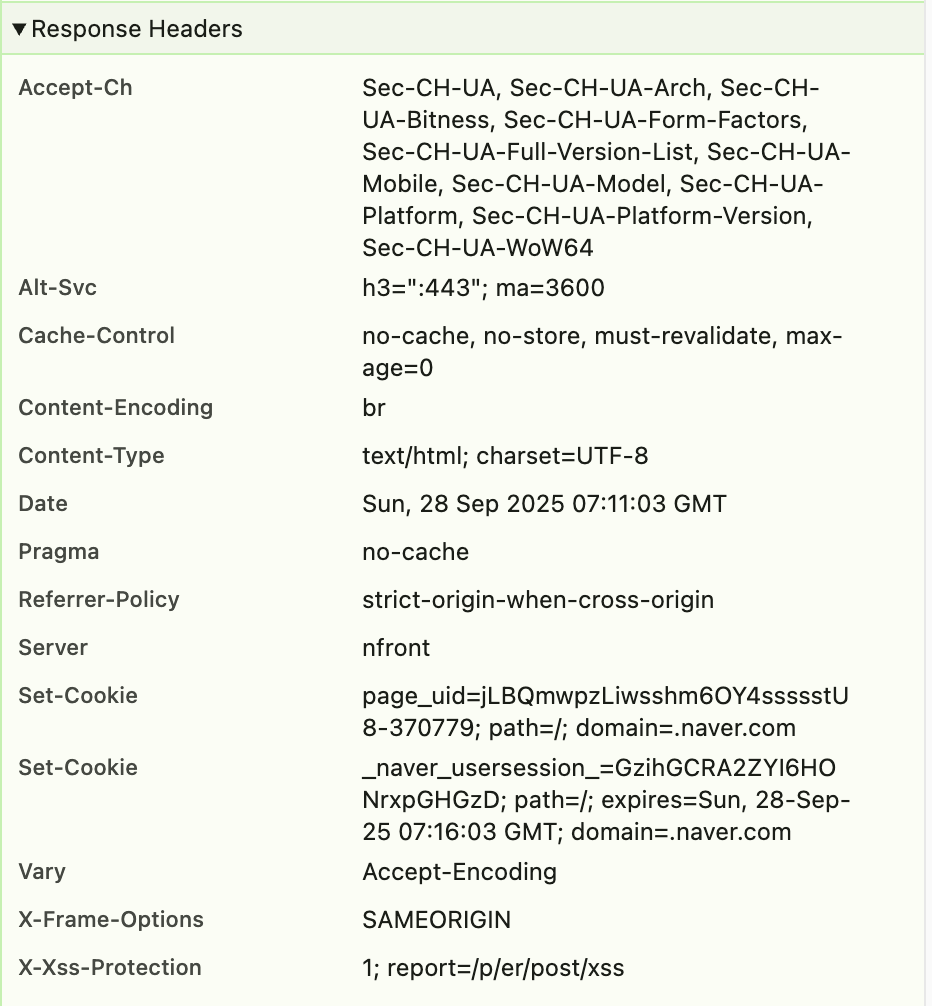 ▼ Response Headers
Accept-Ch
Sec-CH-UA, Sec-CH-UA-Arch, Sec-CH-
UA-Bitness, Sec-CH-UA-Form-Factors,
Sec-CH-UA-Full-Version-List, Sec-CH-UA-
Mobile, Sec-CH-UA-Model, Sec-CH-UA-
Platform, Sec-CH-UA-Platform-Version,
Sec-CH-UA-WoW64
Alt-Svc
h3=":443"; ma=3600
Cache-Control
no-cache, no-store, must-revalidate, max-
age=0
Content-Encoding
br
Content-Type
text/html; charset=UTF-8
Date
Sun, 28 Sep 2025 07:11:03 GMT
Pragma
no-cache
Referrer-Policy
strict-origin-when-cross-origin
Server
nfront
Set-Cookie
page_uid=jLBQmwpzLiwsshm6OY4ssssstU
8-370779; path=/; domain=.naver.com
Set-Cookie
_naver_usersession_=GzihGCRA2ZYI6HO
NrxpGHGzD; path=/; expires=Sun, 28-Sep-
25 07:16:03 GMT; domain=.naver.com
Vary
Accept-Encoding
X-Frame-Options
SAMEORIGIN
X-Xss-Protection
1; report=/p/er/post/xss